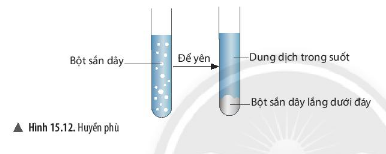 Bột sắn dây
Để yên
Dung dịch trong suốt
Bột sắn dây lắng dưới đáy
▲ Hình 15.12. Huyền phù